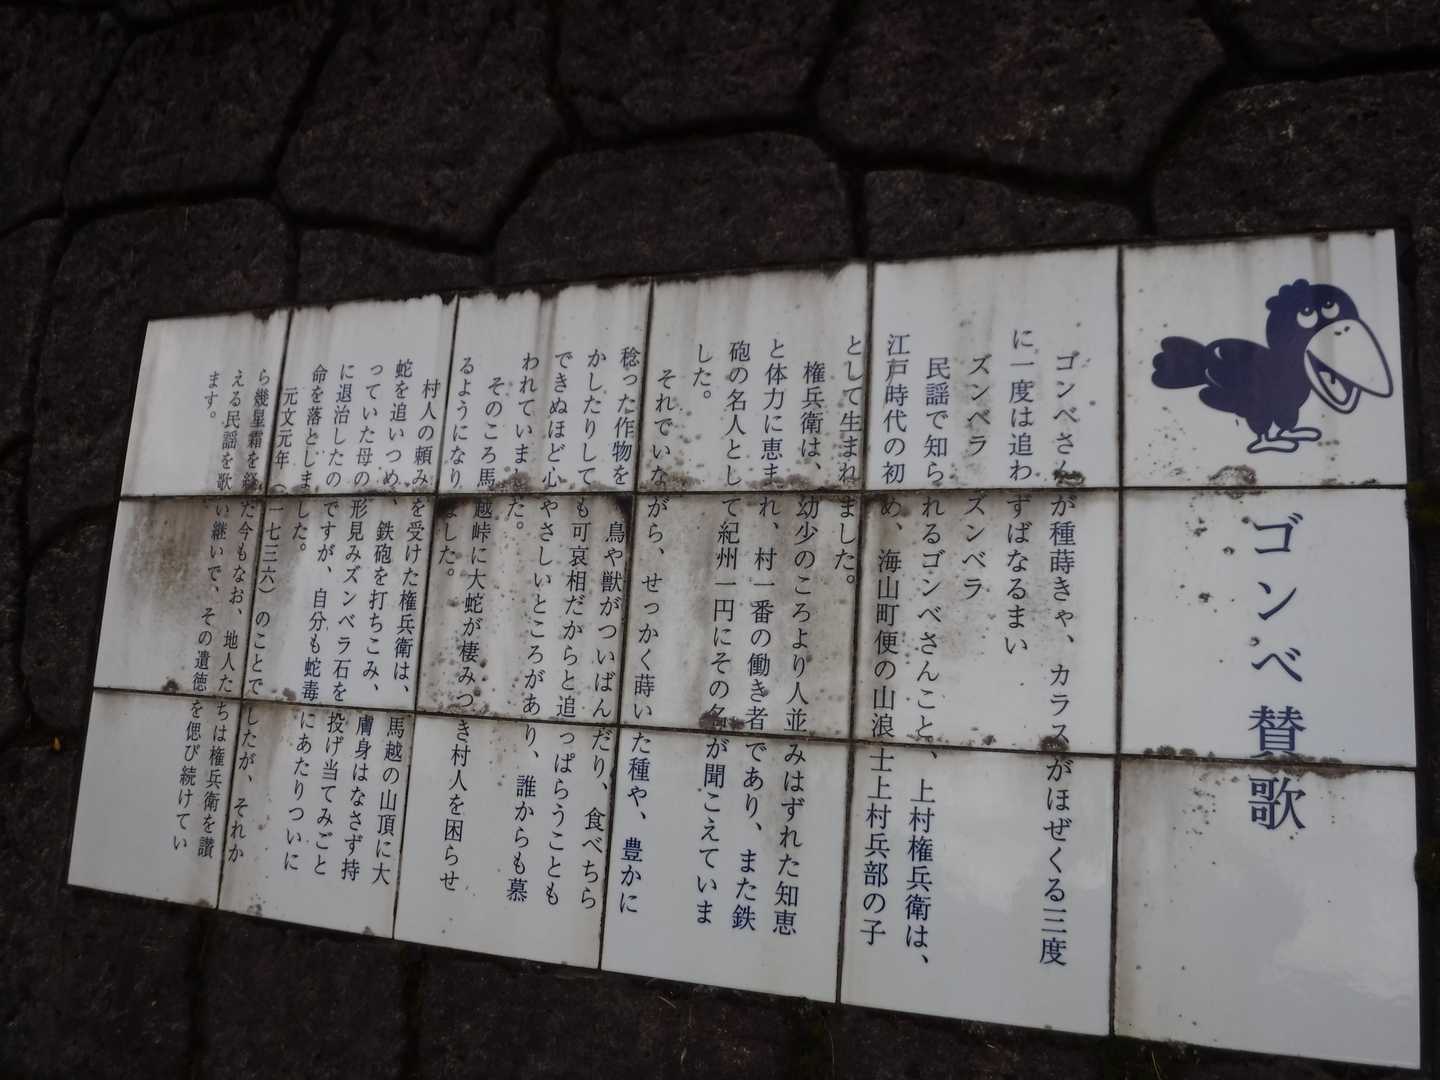 ゴンベ賛歌
ゴンベさんが種蒔きゃ、カラスがほぜくる三度
に一度は追わずばなるまい
ズンベラ ズンベラ
民謡で知られるゴンベさんこと、上村権兵衛は、
江戸時代の初め、海山町便の山浪士上村兵部の子
として生まれました。
権兵衛は、幼少のころより人並みはずれた知恵
と体力に恵まれ、村一番の働き者であり、また鉄
砲の名人として紀州一円にその名が聞こえていま
した。
それでいながら、せっかく蒔いた種や、豊かに
稔った作物を鳥や獣がついばんだり、食べちら
かしたりしても可哀相だからと追っぱらうことも
できぬほど心やさしいところがあり、誰からも慕
われていました。
そのころ馬越峠に大蛇が棲みつき村人を困らせ
るようになりました。
村人の頼みを受けた権兵衛は、馬越の山頂に大
蛇を追いつめ、鉄砲を打ちこみ、膚身はなさず持
っていた母の形見みズンベラ石を投げ当てみごと
に退治したのですが、自分も蛇毒にあたりついに
命を落としました。
元文元年（一七三六）のことでしたが、それか
ら幾星霜を経た今もなお、地人たちは権兵衛を讃
える民謡を歌い継いで、その遺徳を偲び続けてい
ます。